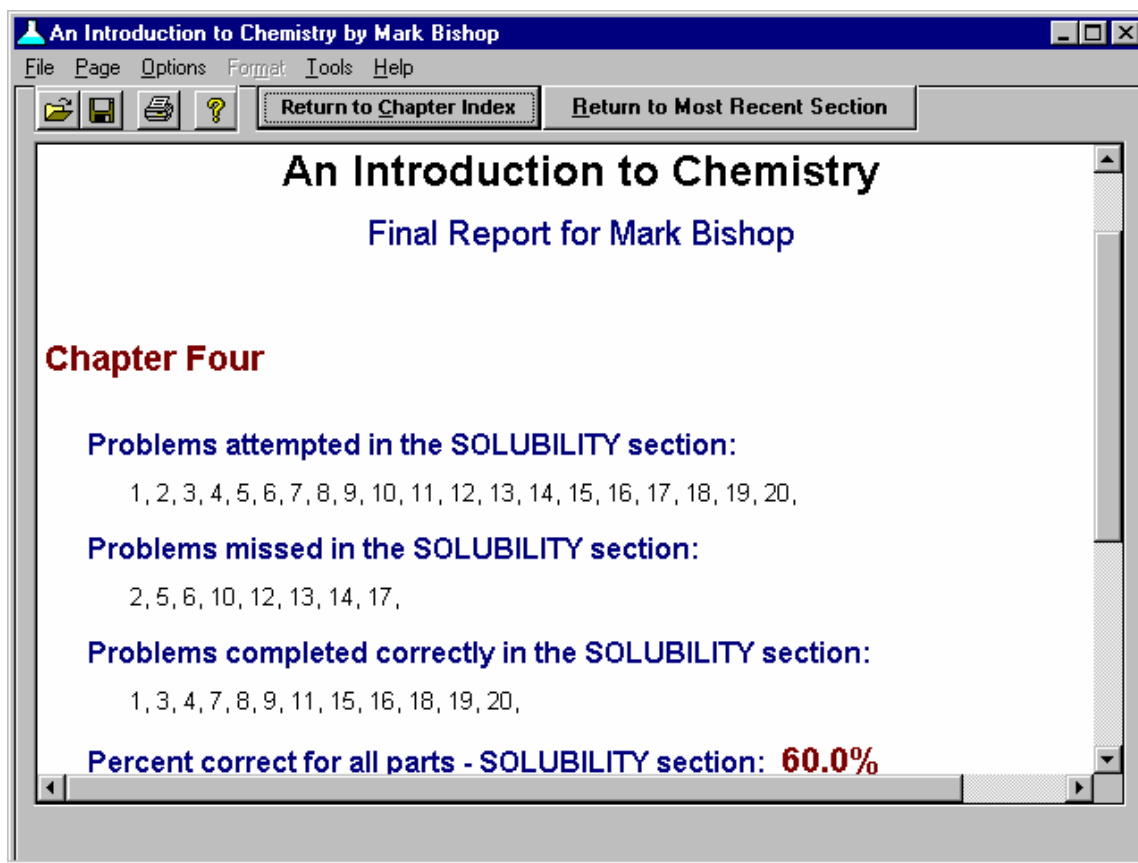 An Introduction to Chemistry by Mark Bishop
File Page Options Format Tools Help
? Return to Chapter Index Return to Most Recent Section
An Introduction to Chemistry
Final Report for Mark Bishop
Chapter Four
Problems attempted in the SOLUBILITY section:
1, 2, 3, 4, 5, 6, 7, 8, 9, 10, 11, 12, 13, 14, 15, 16, 17, 18, 19, 20,
Problems missed in the SOLUBILITY section:
2, 5, 6, 10, 12, 13, 14, 17,
Problems completed correctly in the SOLUBILITY section:
1, 3, 4, 7, 8, 9, 11, 15, 16, 18, 19, 20,
Percent correct for all parts - SOLUBILITY section: 60.0%